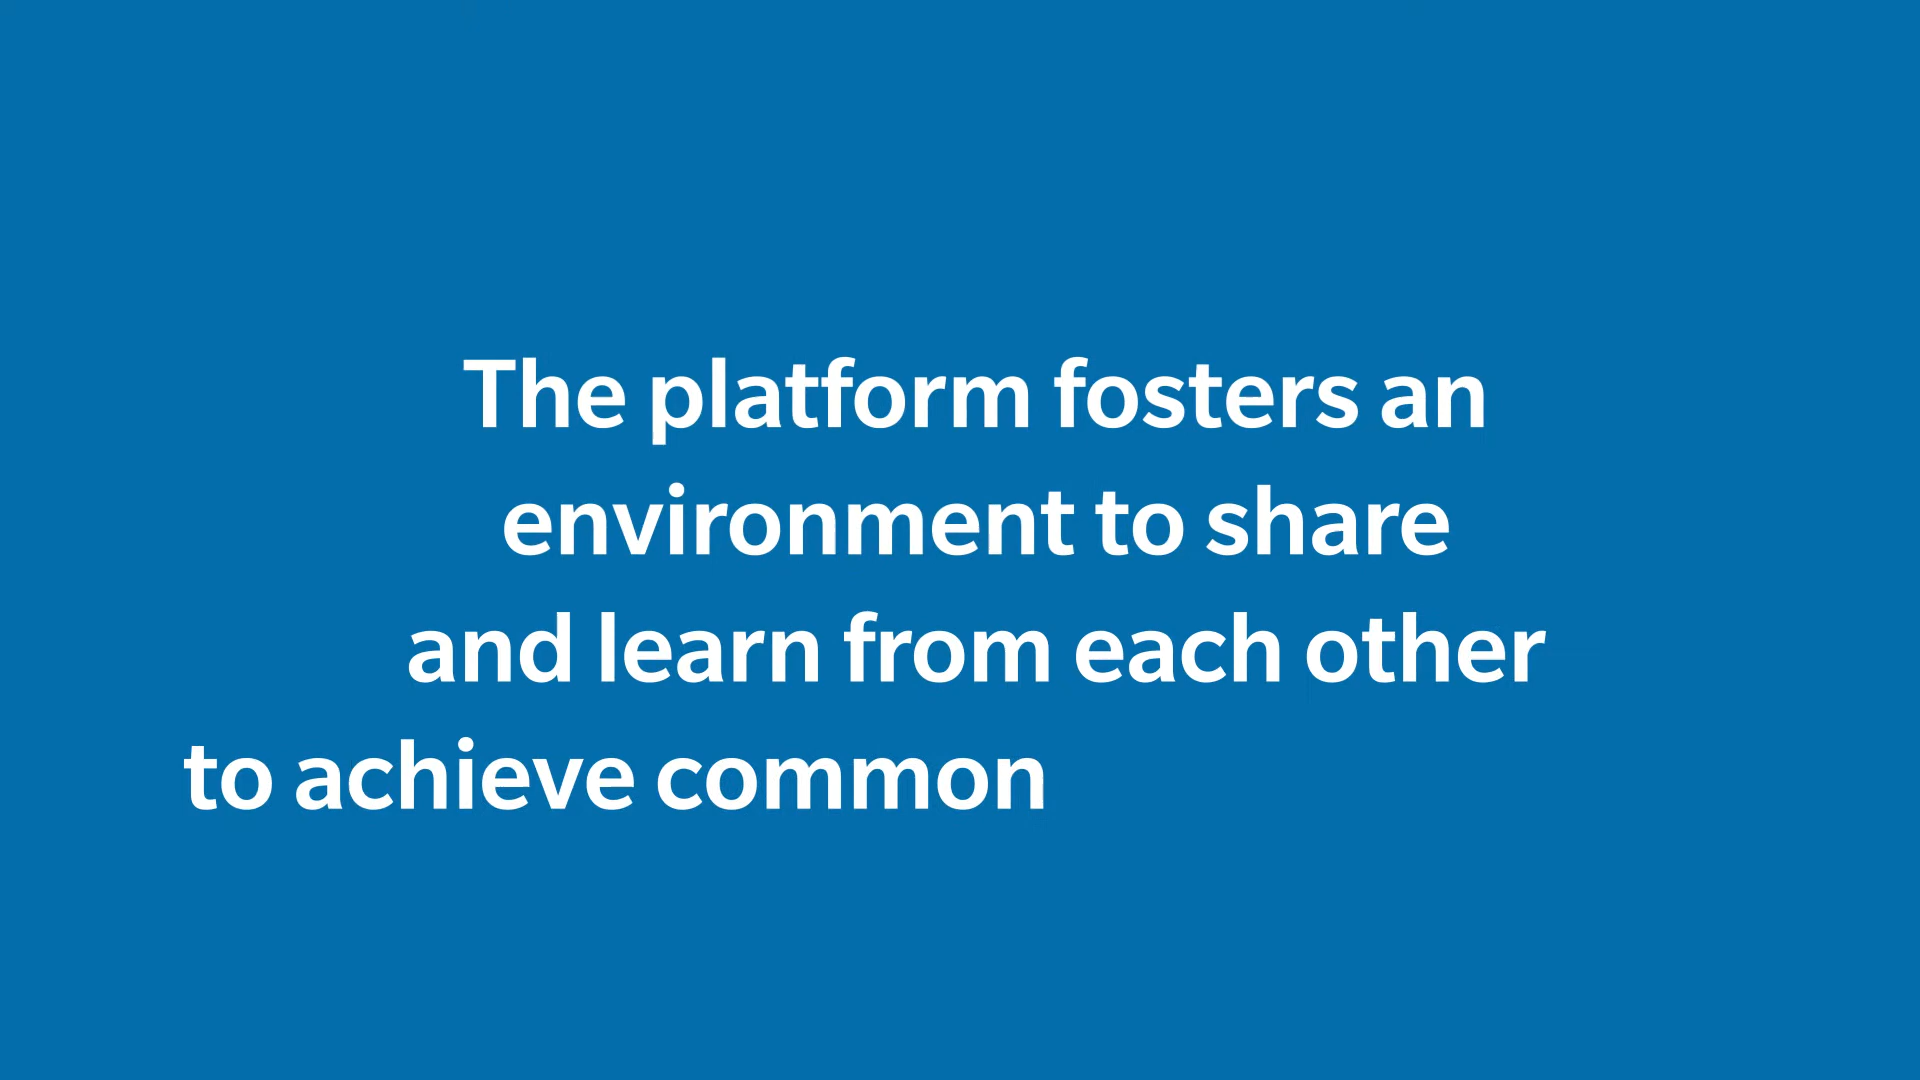 The platform fosters an
environment to share
and learn from each other
to achieve common